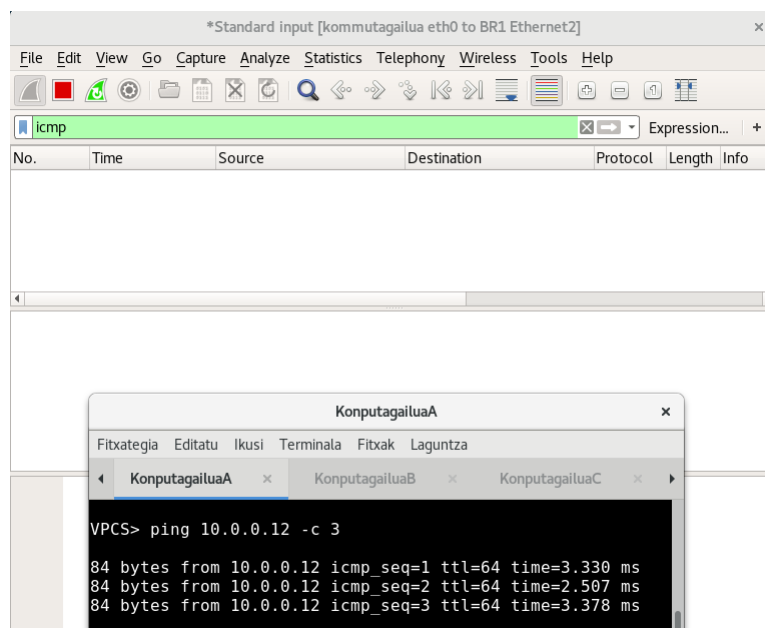 *Standard input [kommutagailua eth0 to BR1 Ethernet2] ×
File Edit View Go Capture Analyze Statistics Telephony Wireless Tools Help
icmp Expression... +
No. Time Source Destination Protocol Length Info
KonputagailuaA ×
Fitxategia Editatu Ikusi Terminala Fitxak Laguntza
KonputagailuaA × KonputagailuaB × KonputagailuaC ×
VPCS> ping 10.0.0.12 -c 3
84 bytes from 10.0.0.12 icmp_seq=1 ttl=64 time=3.330 ms
84 bytes from 10.0.0.12 icmp_seq=2 ttl=64 time=2.507 ms
84 bytes from 10.0.0.12 icmp_seq=3 ttl=64 time=3.378 ms